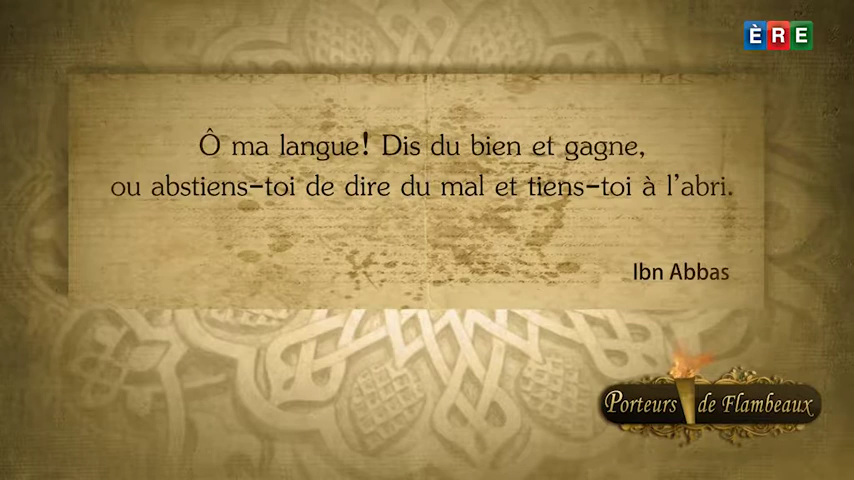 ÈRE
Ô ma langue! Dis du bien et gagne,
ou abstiens-toi de dire du mal et tiens-toi à l'abri.
Ibn Abbas
Porteurs de Flambeaux